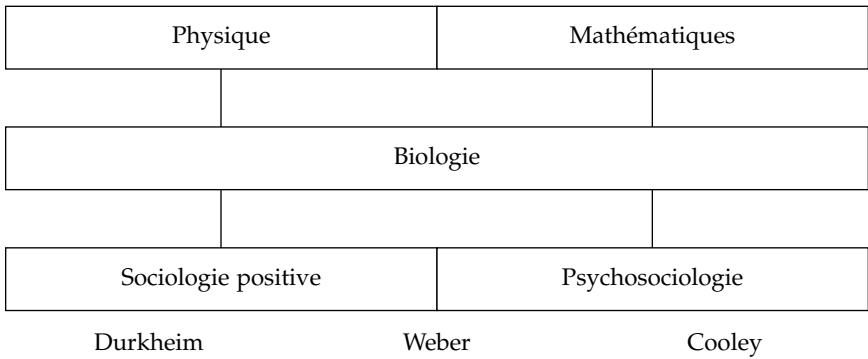 Physique Mathématiques
Biologie
Sociologie positive Psychosociologie
Durkheim Weber Cooley